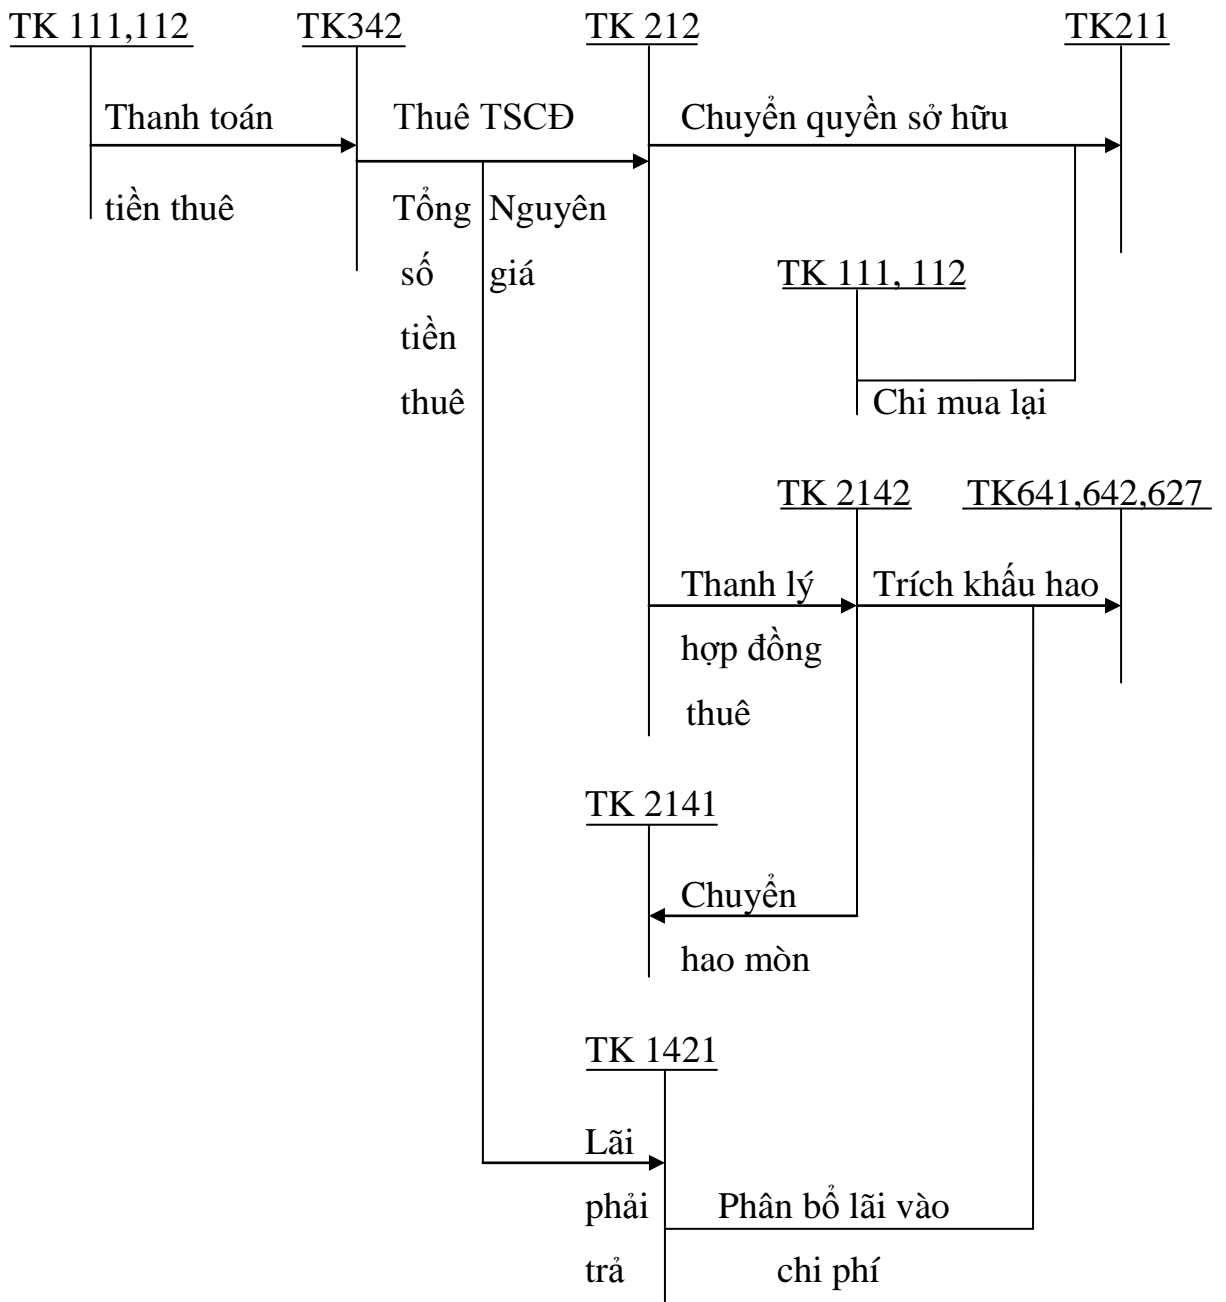 TK 111,112 TK342 TK 212 TK211
Thanh toán Thuê TSCĐ Chuyển quyền sở hữu
tiền thuê Tổng Nguyên
số giá TK 111, 112
tiền
thuê Chi mua lại
TK 2142 TK641,642,627
Thanh lý Trích khấu hao
hợp đồng
thuê
TK 2141
Chuyển
hao mòn
TK 1421
Lãi
phải Phân bổ lãi vào
trả chi phí